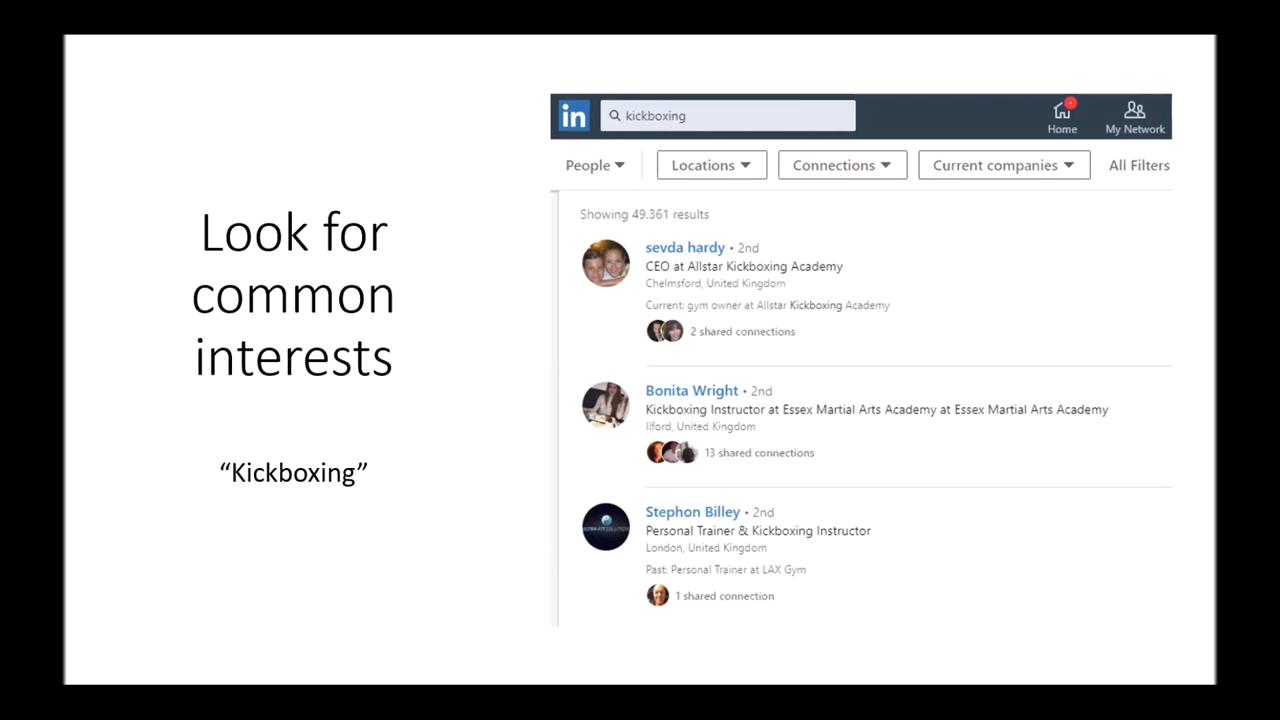 Look for
common
interests
“Kickboxing”
in
kickboxing
Home
My Network
People
Locations
Connections
Current companies
All Filters
Showing 49.361 results
sevda hardy • 2nd
CEO at Allstar Kickboxing Academy
Chelmsford, United Kingdom
Current: gym owner at Allstar Kickboxing Academy
2 shared connections
Bonita Wright • 2nd
Kickboxing Instructor at Essex Martial Arts Academy at Essex Martial Arts Academy
Ilford, United Kingdom
13 shared connections
Stephon Billey • 2nd
Personal Trainer & Kickboxing Instructor
London, United Kingdom
Past: Personal Trainer at LAX Gym
1 shared connection